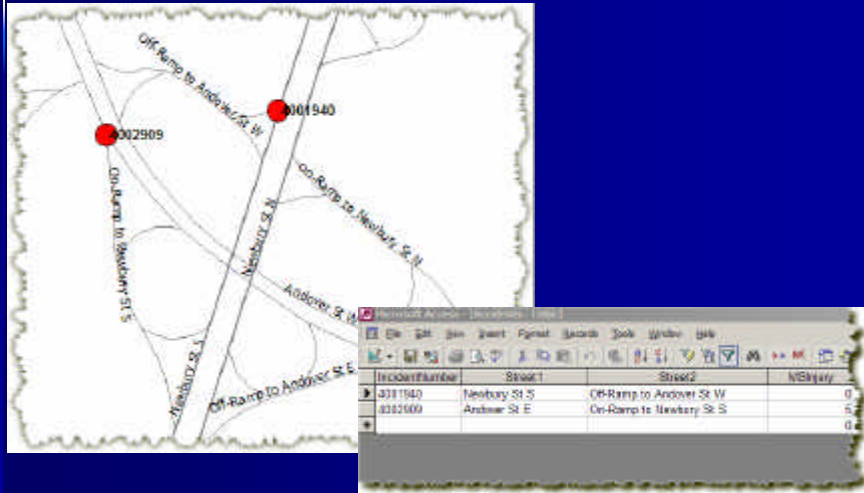 Off-Ramp to Andover St W
4001940
4002909
On-Ramp to Newbury St S
on-Ramp to Newbury St N
Newbury St N
Andover St W
Newbury St S
Off-Ramp to Andover St E
Microsoft Access
File Edit View Insert Format Records Tools Window Help
IncidentNumber Street1 Street2 MSInjury
4001940 Newbury St S Off-Ramp to Andover St W 0
4002909 Andover St E On-Ramp to Newbury St S 5
0